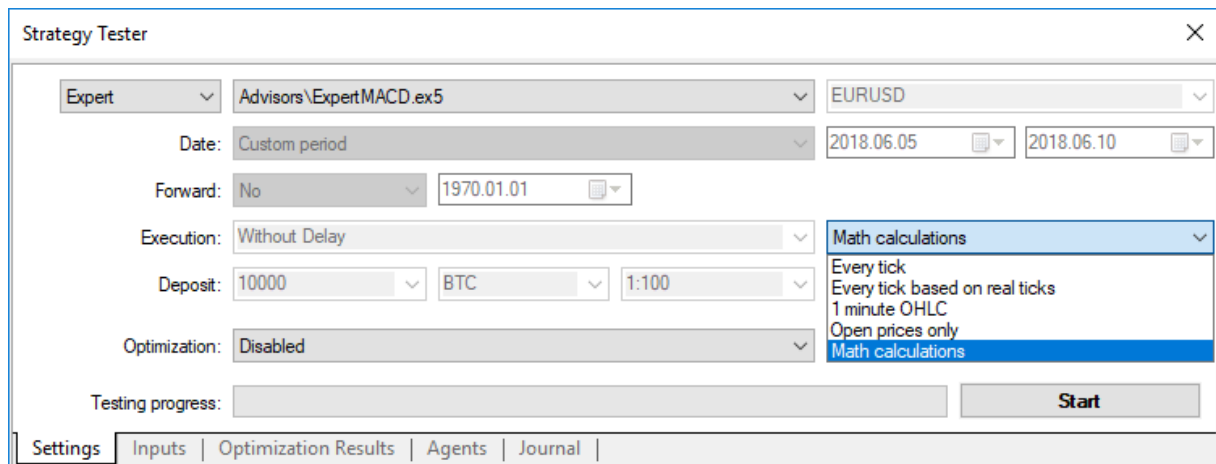 Strategy Tester
Expert Advisors\ExpertMACD.ex5 EURUSD
Date: Custom period 2018.06.05 2018.06.10
Forward: No 1970.01.01
Execution: Without Delay Math calculations
Every tick
Deposit: 10000 BTC 1:100
Every tick based on real ticks
1 minute OHLC
Open prices only
Optimization: Disabled
Math calculations
Testing progress: Start
Settings | Inputs | Optimization Results | Agents | Journal |